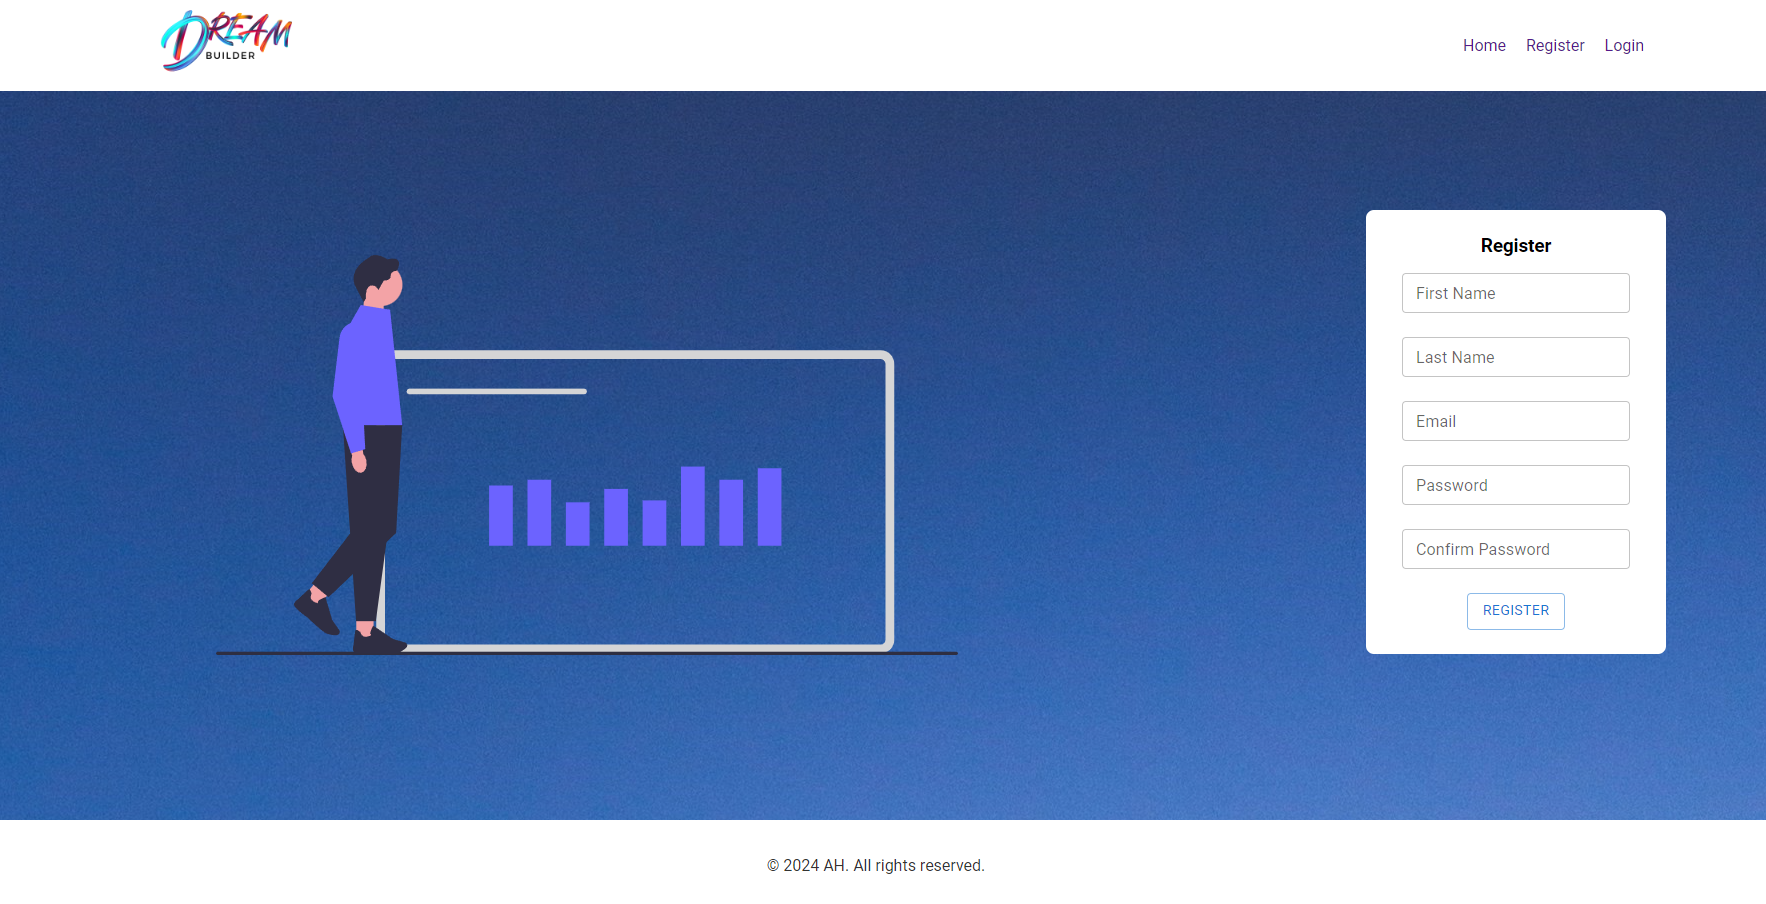 DREAM
BUILDER
Home Register Login
Register
First Name
Last Name
Email
Password
Confirm Password
REGISTER
© 2024 AH. All rights reserved.